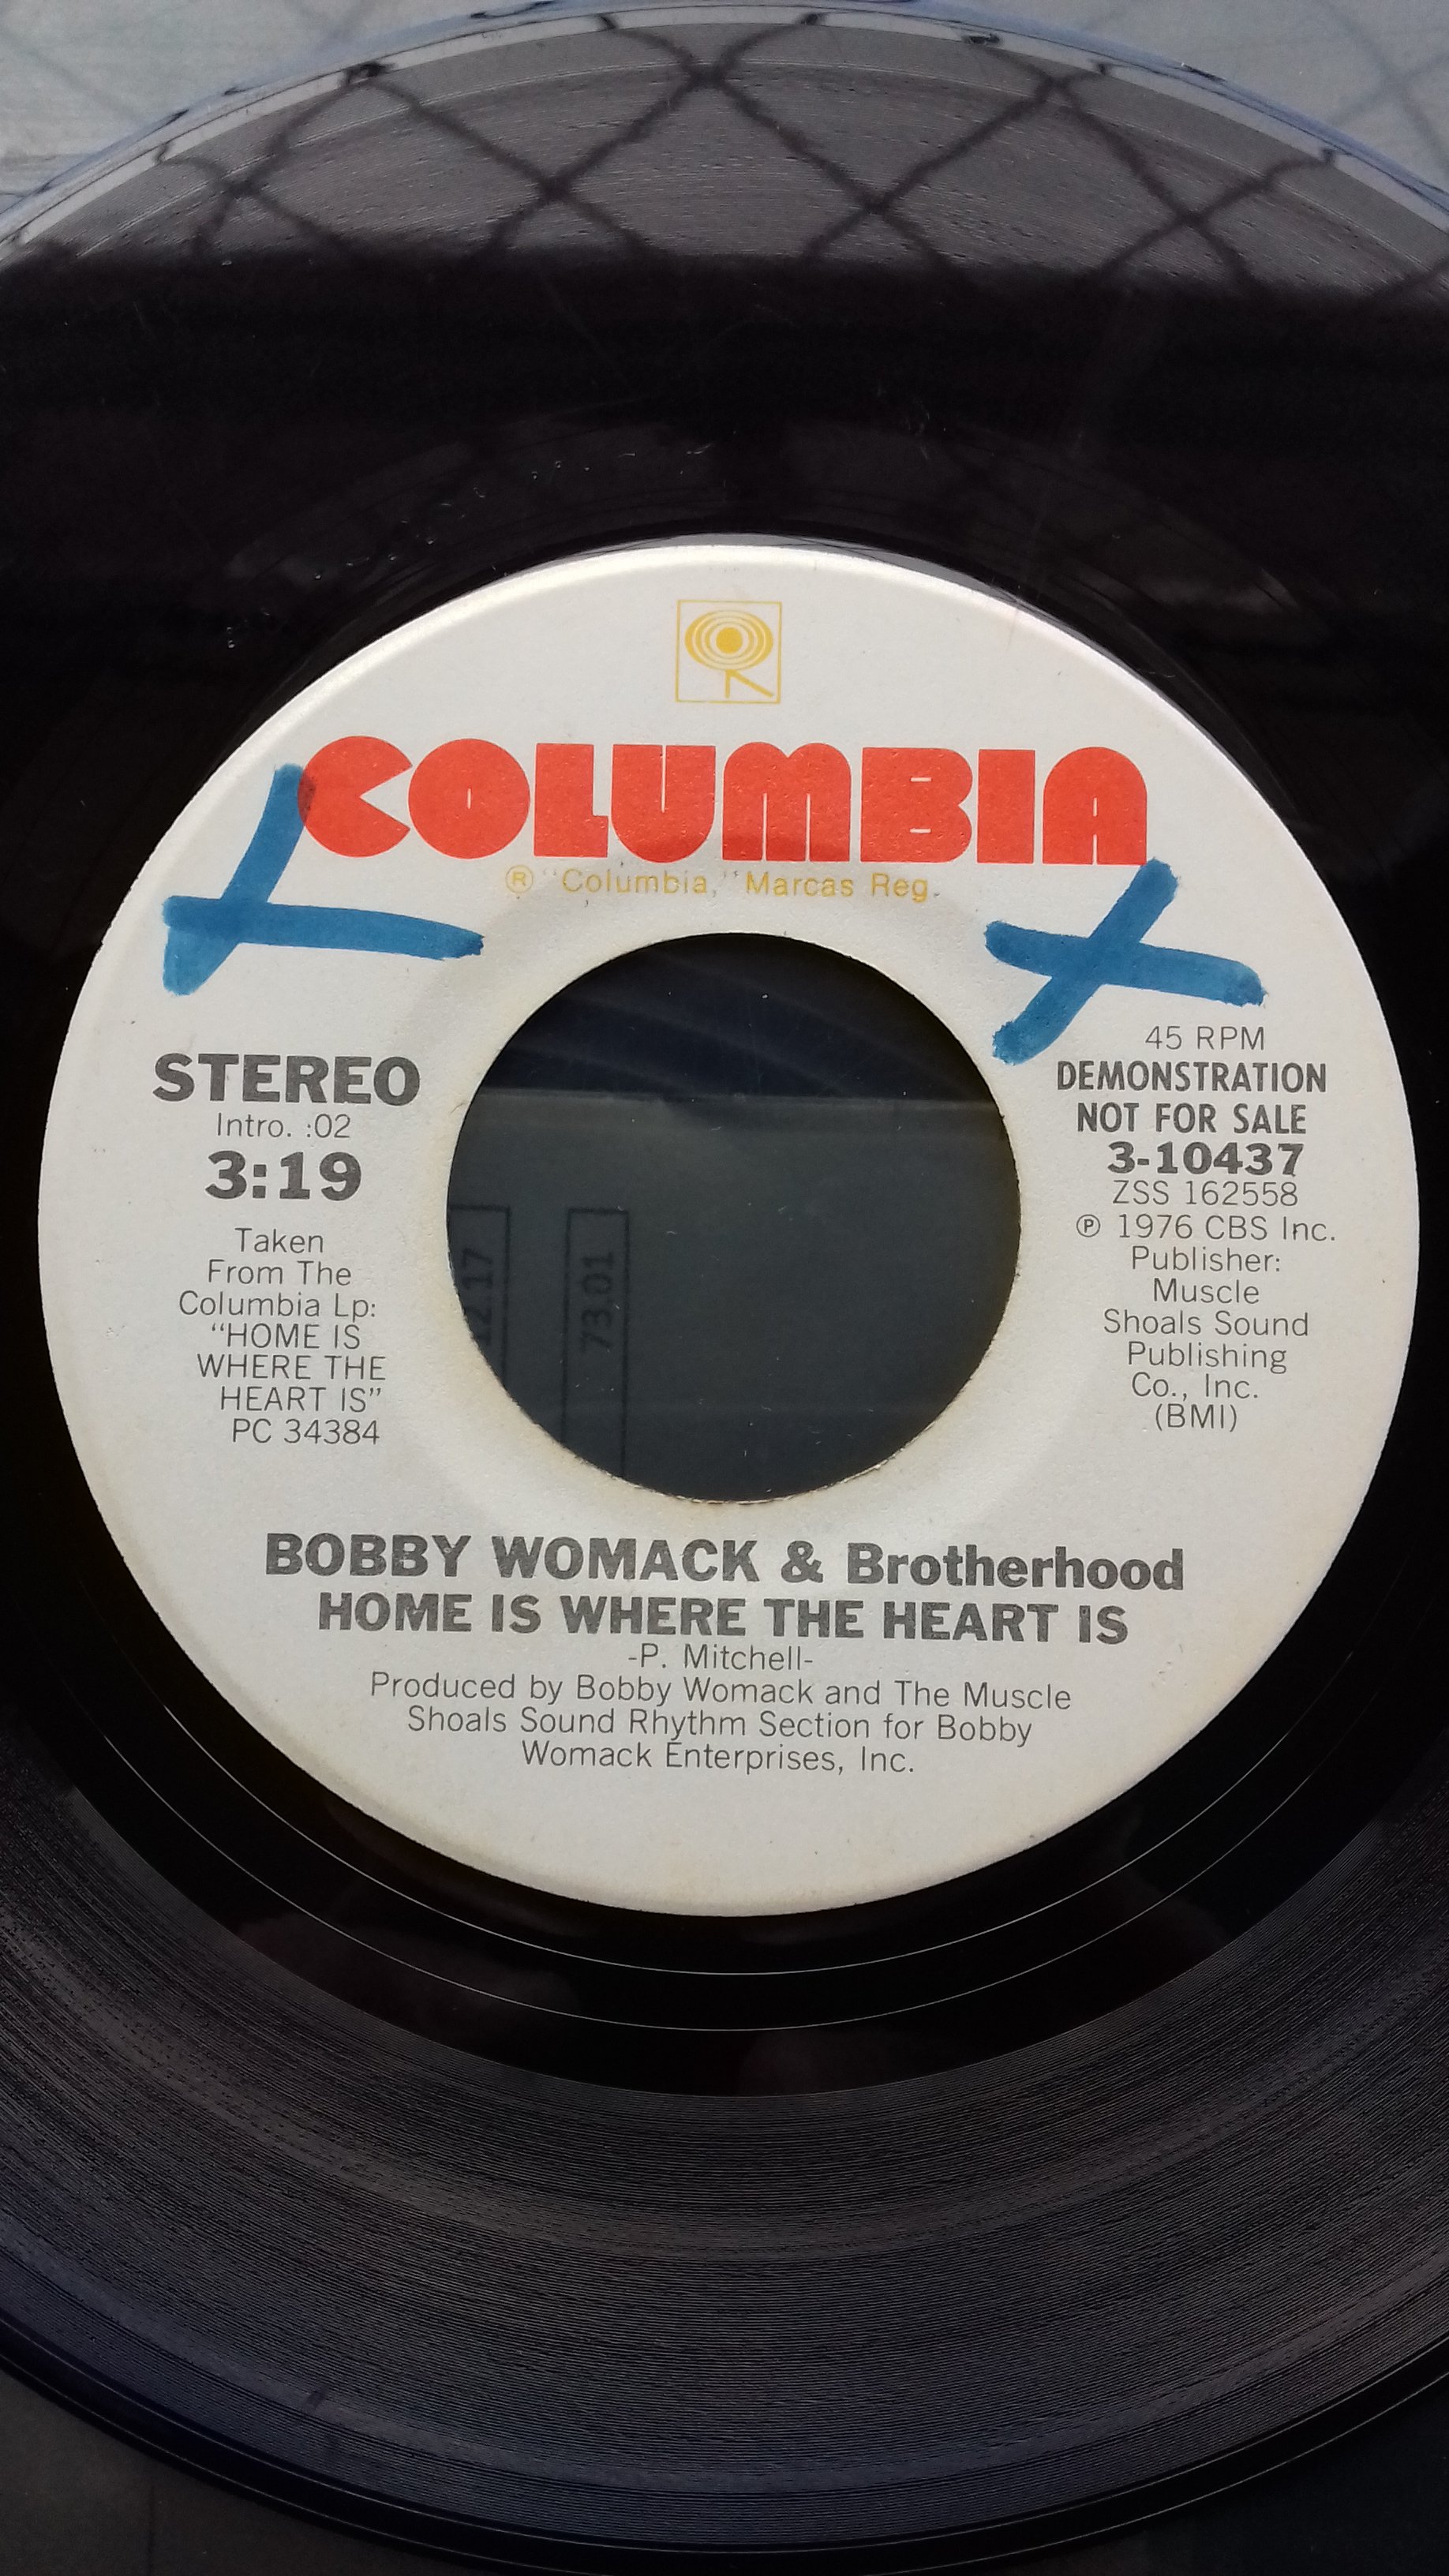 COLUMBIA
® "Columbia," Marcas Reg.
STEREO
Intro. :02
3:19
Taken
From The
Columbia Lp:
“HOME IS
WHERE THE
HEART IS”
PC 34384
45 RPM
DEMONSTRATION
NOT FOR SALE
3-10437
ZSS 162558
℗ 1976 CBS Inc.
Publisher:
Muscle
Shoals Sound
Publishing
Co., Inc.
(BMI)
73.01
BOBBY WOMACK & Brotherhood
HOME IS WHERE THE HEART IS
-P. Mitchell-
Produced by Bobby Womack and The Muscle
Shoals Sound Rhythm Section for Bobby
Womack Enterprises, Inc.